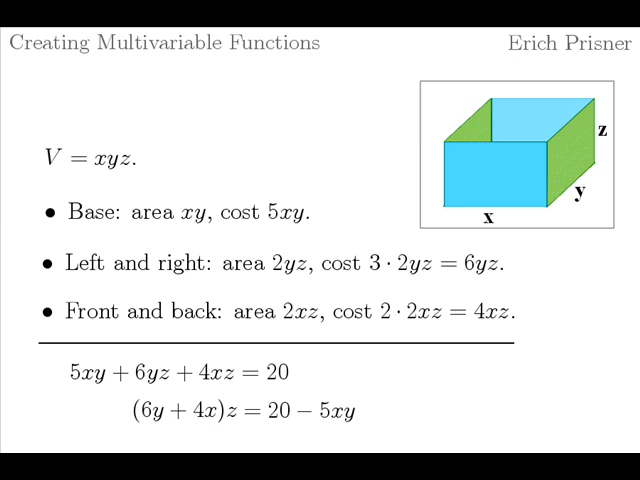 Creating Multivariable Functions
Erich Prisner
V = xyz.
• Base: area xy, cost 5xy.
• Left and right: area 2yz, cost 3 · 2yz = 6yz.
• Front and back: area 2xz, cost 2 · 2xz = 4xz.
5xy + 6yz + 4xz = 20
(6y + 4x)z = 20 − 5xy
z
y
x